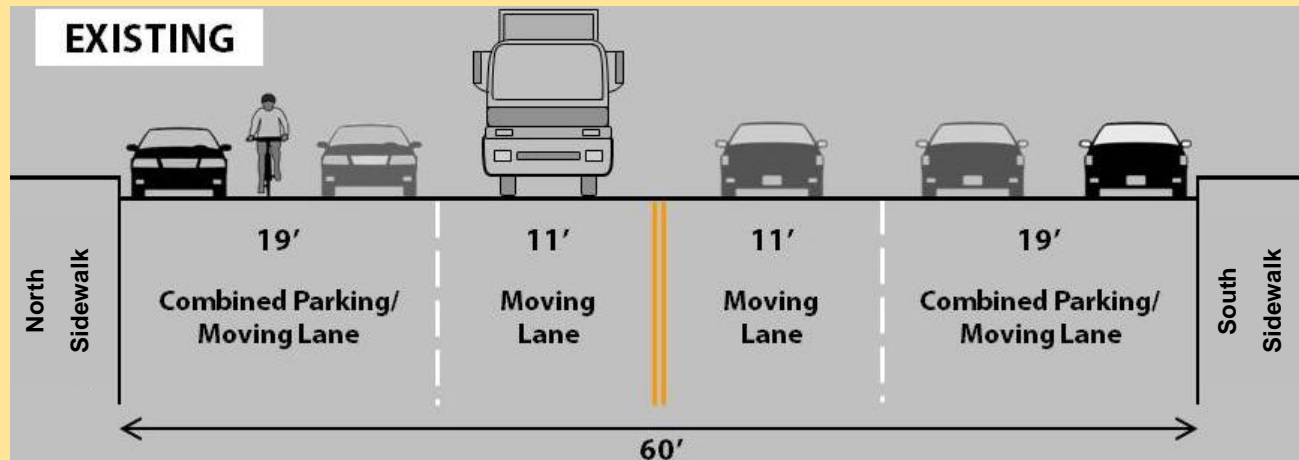 EXISTING
19′
11′
11′
19′
Combined Parking/
Moving Lane
Moving
Lane
Moving
Lane
Combined Parking/
Moving Lane
North
Sidewalk
South
Sidewalk
60′